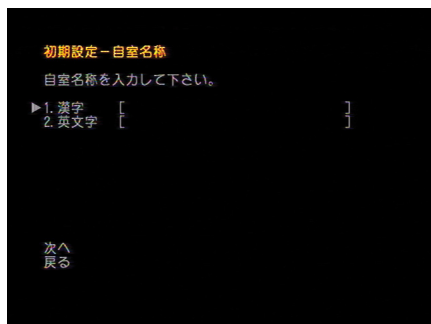 初期設定－自室名称
自室名称を入力して下さい。
▶1. 漢字 [ ]
2. 英文字 [ ]
次へ
戻る